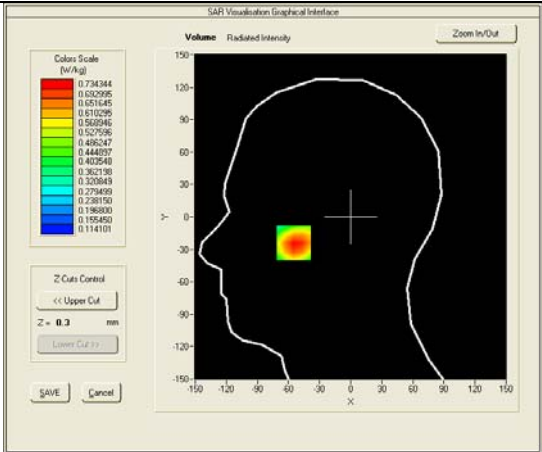 SAR Visualisation Graphical Interface
Volume Radiated Intensity
Zoom In/Out
Colors Scale
(W/kg)
0.734344
0.692995
0.651645
0.610295
0.568946
0.527596
0.486247
0.444897
0.403548
0.362198
0.320849
0.279499
0.238150
0.196800
0.155450
0.114101
150
120
90
60
30
0
-30
-60
-90
-120
-150
Y
-150 -120 -90 -60 -30 0 30 60 90 120 150
X
Z-Cuts Control
<< Upper Cut
Z = 0.3 mm
Lower Cut >>
SAVE Cancel